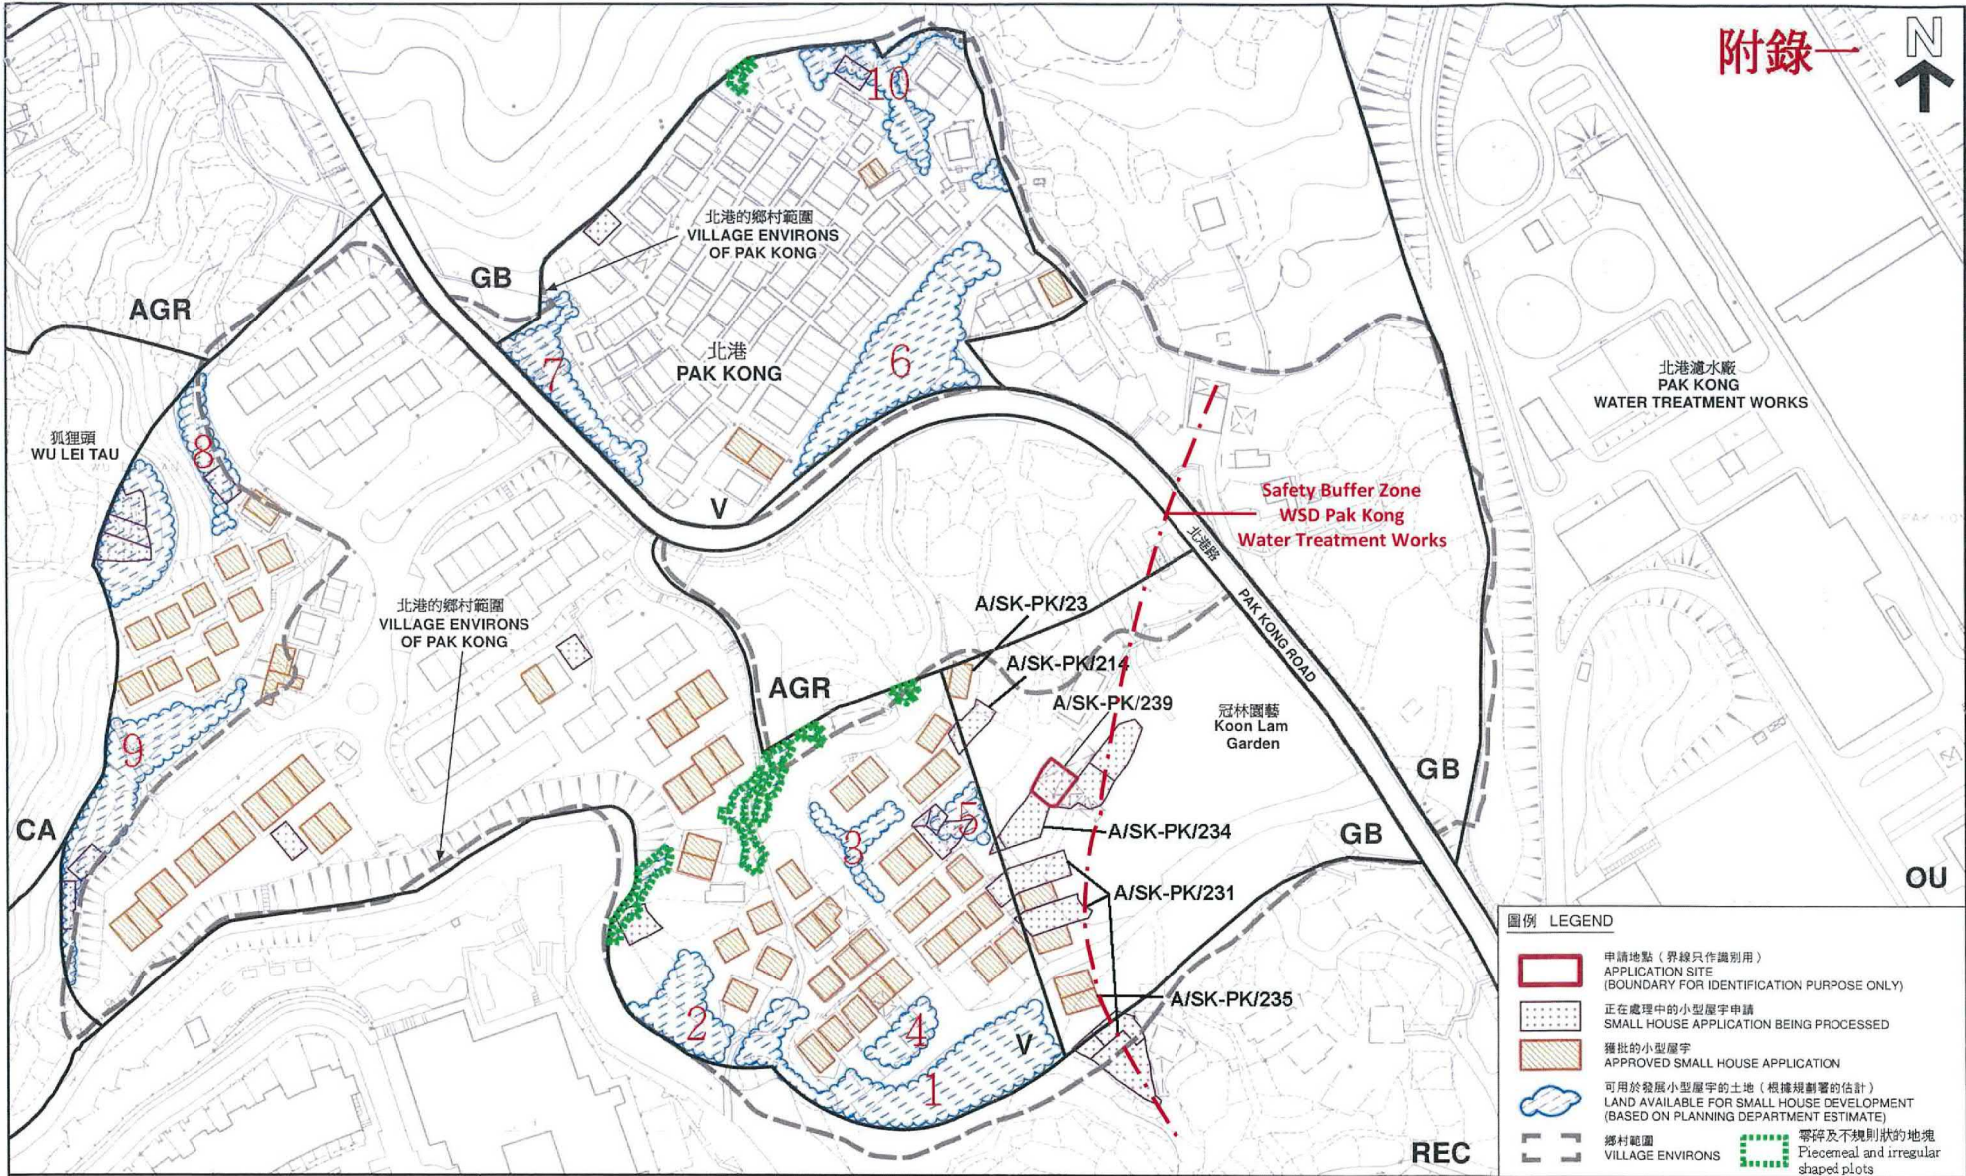 附錄一
N
10
北港的鄉村範圍
VILLAGE ENVIRONS
OF PAK KONG
GB
AGR
北港
PAK KONG
7
6
北港濾水廠
PAK KONG
WATER TREATMENT WORKS
狐狸頭
WU LEI TAU
8
V
Safety Buffer Zone
WSD Pak Kong
Water Treatment Works
北港路
PAK KONG ROAD
北港的鄉村範圍
VILLAGE ENVIRONS
OF PAK KONG
A/SK-PK/23
A/SK-PK/214
AGR
A/SK-PK/239
冠林園藝
Koon Lam
Garden
9
GB
CA
5
3
A/SK-PK/234
GB
OU
A/SK-PK/231
A/SK-PK/235
2
4
V
1
REC
圖例 LEGEND
申請地點（界線只作識別用）
APPLICATION SITE
(BOUNDARY FOR IDENTIFICATION PURPOSE ONLY)
正在處理中的小型屋宇申請
SMALL HOUSE APPLICATION BEING PROCESSED
獲批的小型屋宇
APPROVED SMALL HOUSE APPLICATION
可用於發展小型屋宇的土地（根據規劃署的估計）
LAND AVAILABLE FOR SMALL HOUSE DEVELOPMENT
(BASED ON PLANNING DEPARTMENT ESTIMATE)
鄉村範圍
VILLAGE ENVIRONS
零碎及不規則狀的地塊
Piecemeal and irregular
shaped plots